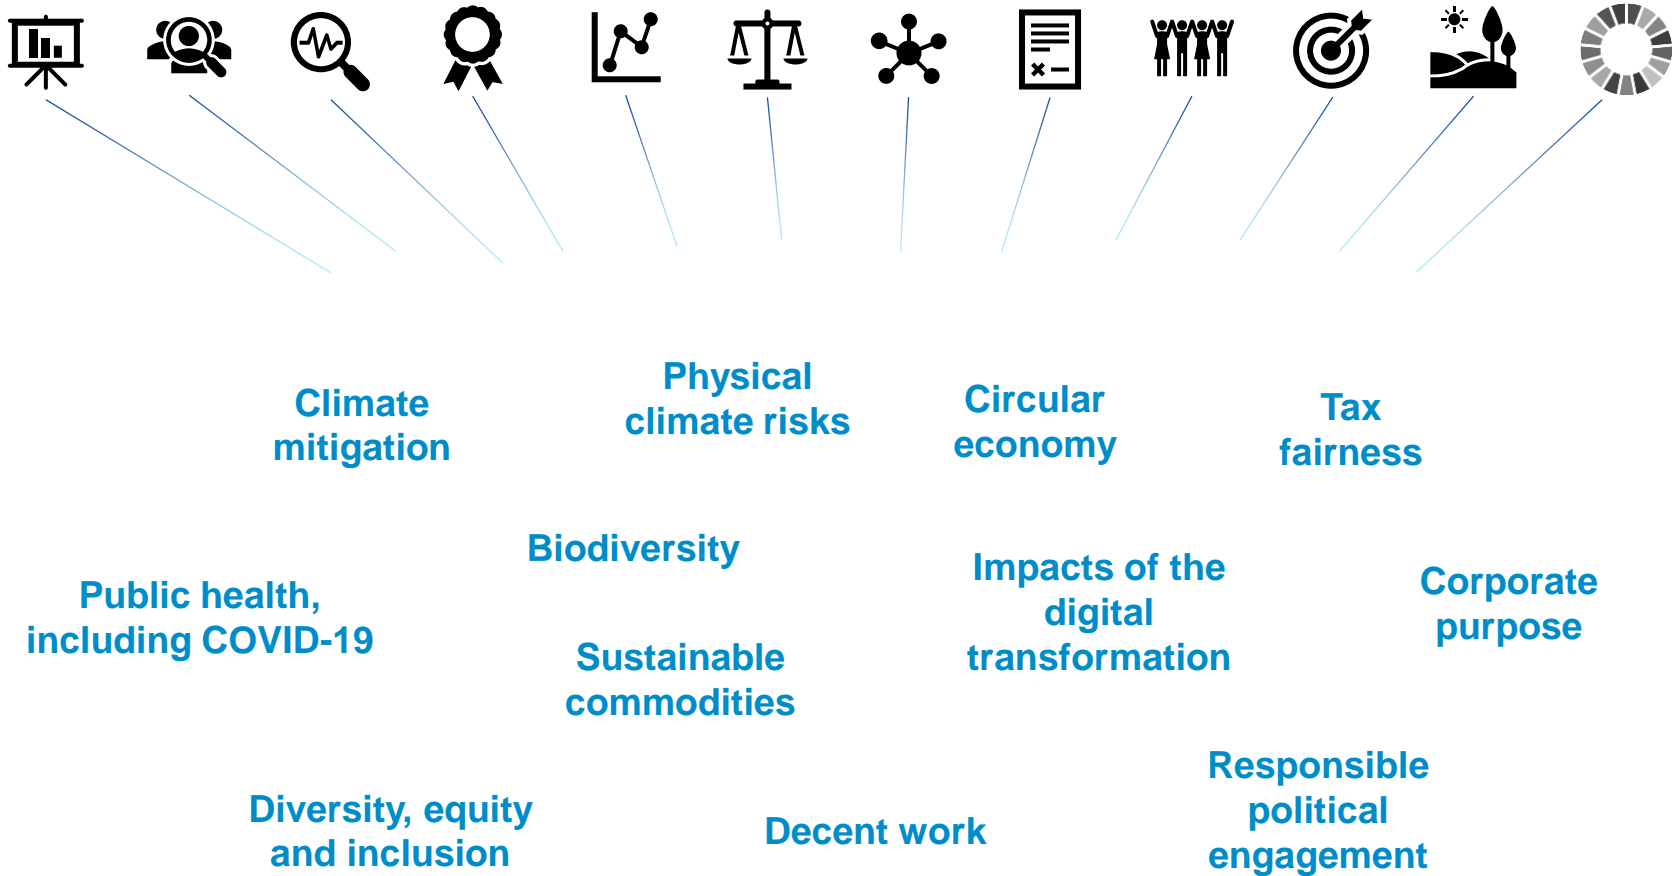 Climate
mitigation
Physical
climate risks
Circular
economy
Tax
fairness
Public health,
including COVID-19
Biodiversity
Sustainable
commodities
Impacts of the
digital
transformation
Corporate
purpose
Diversity, equity
and inclusion
Decent work
Responsible
political
engagement